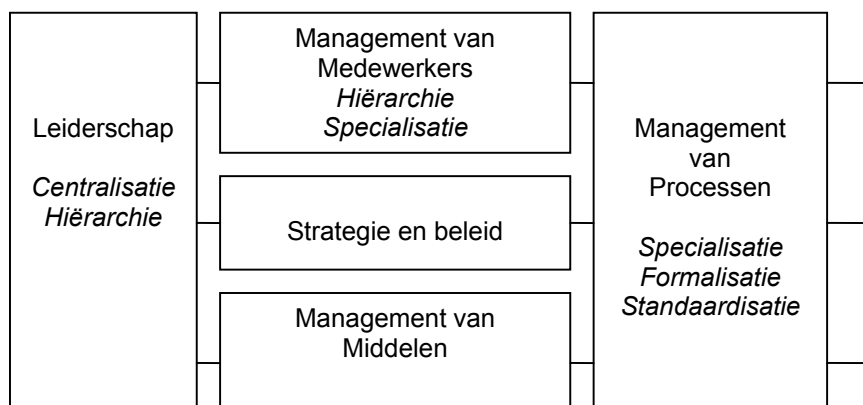 Leiderschap
Centralisatie
Hiërarchie
Management van
Medewerkers
Hiërarchie
Specialisatie
Strategie en beleid
Management van
Middelen
Management
van
Processen
Specialisatie
Formalisatie
Standaardisatie